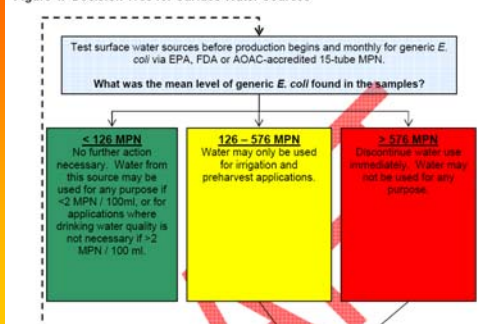 Test surface water sources before production begins and monthly for generic E.
coli via EPA, FDA or AOAC-accredited 15-tube MPN.
What was the mean level of generic E. coli found in the samples?
< 126 MPN
No further action
necessary. Water from
this source may be
used for any purpose if
<2 MPN / 100ml, or for
applications where
drinking water quality is
not necessary if >2
MPN / 100 ml.
126 – 576 MPN
Water may only be used
for irrigation and
preharvest applications.
> 576 MPN
Discontinue water use
immediately. Water may
not be used for any
purpose.